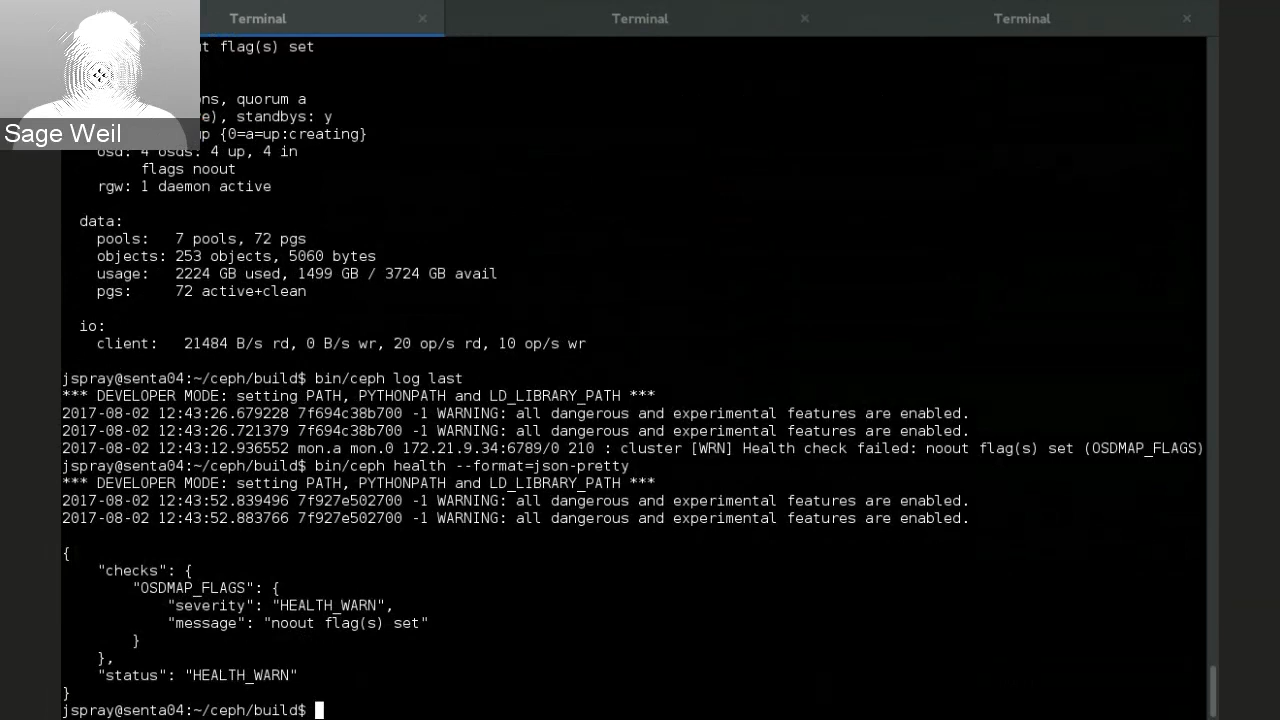 Terminal
Terminal
Terminal
t flag(s) set
ons, quorum a
ve), standbys: y
Sage Weil
up {0=a=up:creating}
osd: 4 osds: 4 up, 4 in
flags noout
rgw: 1 daemon active
data:
pools: 7 pools, 72 pgs
objects: 253 objects, 5060 bytes
usage: 2224 GB used, 1499 GB / 3724 GB avail
pgs: 72 active+clean
io:
client: 21484 B/s rd, 0 B/s wr, 20 op/s rd, 10 op/s wr
jspray@senta04:~/ceph/build$ bin/ceph log last
*** DEVELOPER MODE: setting PATH, PYTHONPATH and LD_LIBRARY_PATH ***
2017-08-02 12:43:26.679228 7f694c38b700 -1 WARNING: all dangerous and experimental features are enabled.
2017-08-02 12:43:26.721379 7f694c38b700 -1 WARNING: all dangerous and experimental features are enabled.
2017-08-02 12:43:12.936552 mon.a mon.0 172.21.9.34:6789/0 210 : cluster [WRN] Health check failed: noout flag(s) set (OSDMAP_FLAGS)
jspray@senta04:~/ceph/build$ bin/ceph health --format=json-pretty
*** DEVELOPER MODE: setting PATH, PYTHONPATH and LD_LIBRARY_PATH ***
2017-08-02 12:43:52.839496 7f927e502700 -1 WARNING: all dangerous and experimental features are enabled.
2017-08-02 12:43:52.883766 7f927e502700 -1 WARNING: all dangerous and experimental features are enabled.
{
"checks": {
"OSDMAP_FLAGS": {
"severity": "HEALTH_WARN",
"message": "noout flag(s) set"
}
},
"status": "HEALTH_WARN"
}
jspray@senta04:~/ceph/build$